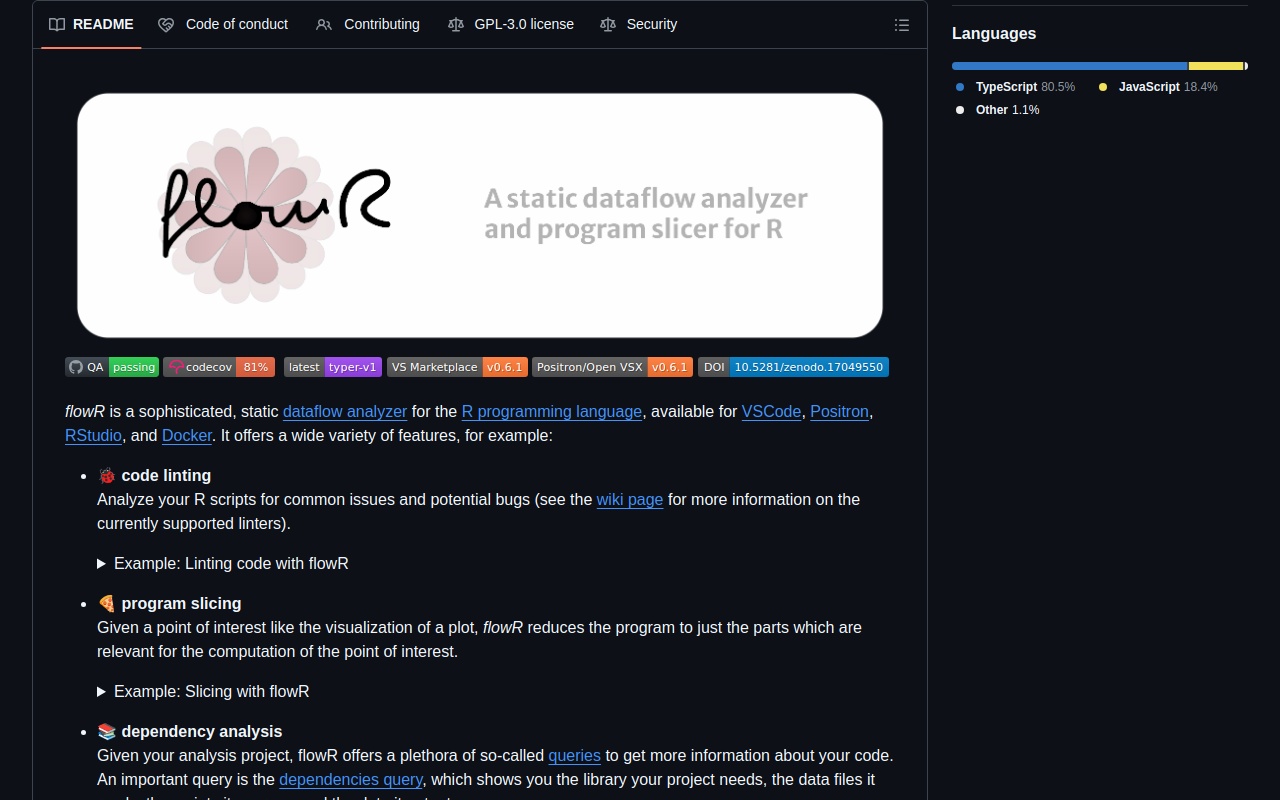 README
Code of conduct
Contributing
GPL-3.0 license
Security
flowR
A static dataflow analyzer
and program slicer for R
QA passing
codecov 81%
latest typer-v1
VS Marketplace v0.6.1
Positron/Open VSX v0.6.1
DOI 10.5281/zenodo.17049550
flowR is a sophisticated, static dataflow analyzer for the R programming language, available for VSCode, Positron,
RStudio, and Docker. It offers a wide variety of features, for example:
• 🐞 code linting
Analyze your R scripts for common issues and potential bugs (see the wiki page for more information on the
currently supported linters).
▶ Example: Linting code with flowR
• 🍕 program slicing
Given a point of interest like the visualization of a plot, flowR reduces the program to just the parts which are
relevant for the computation of the point of interest.
▶ Example: Slicing with flowR
• 📚 dependency analysis
Given your analysis project, flowR offers a plethora of so-called queries to get more information about your code.
An important query is the dependencies query, which shows you the library your project needs, the data files it
Languages
TypeScript 80.5%
JavaScript 18.4%
Other 1.1%